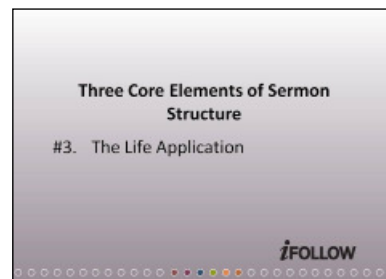 Three Core Elements of Sermon
Structure
#3. The Life Application
iFOLLOW